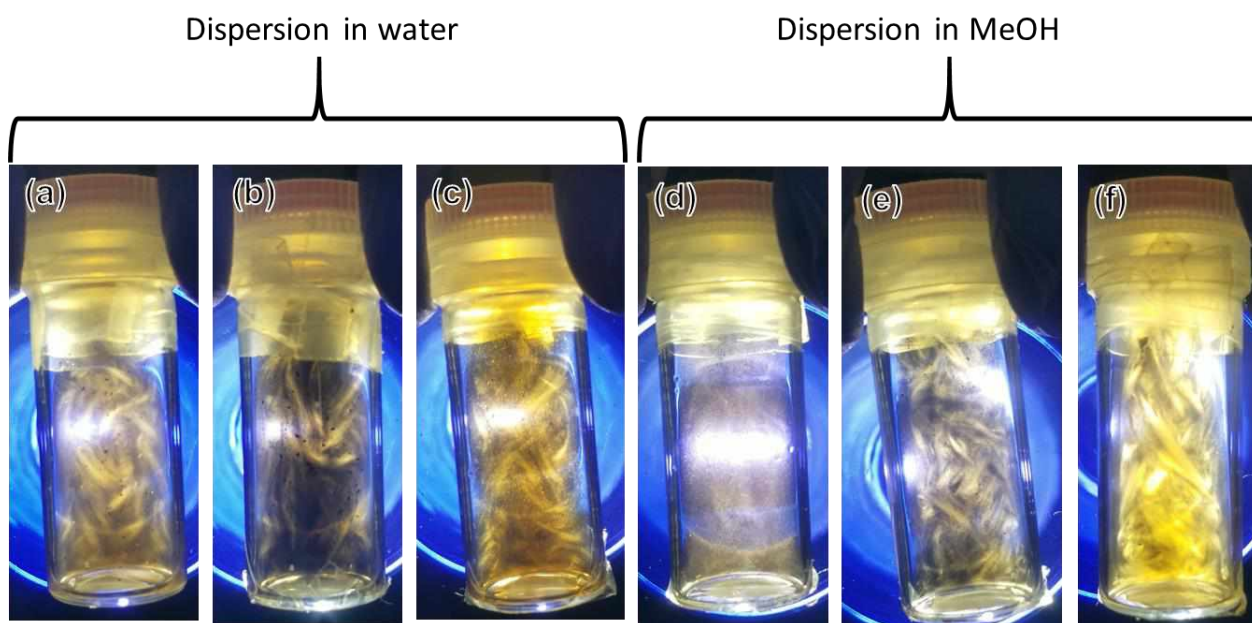 Dispersion in water
Dispersion in MeOH
(a)
(b)
(c)
(d)
(e)
(f)